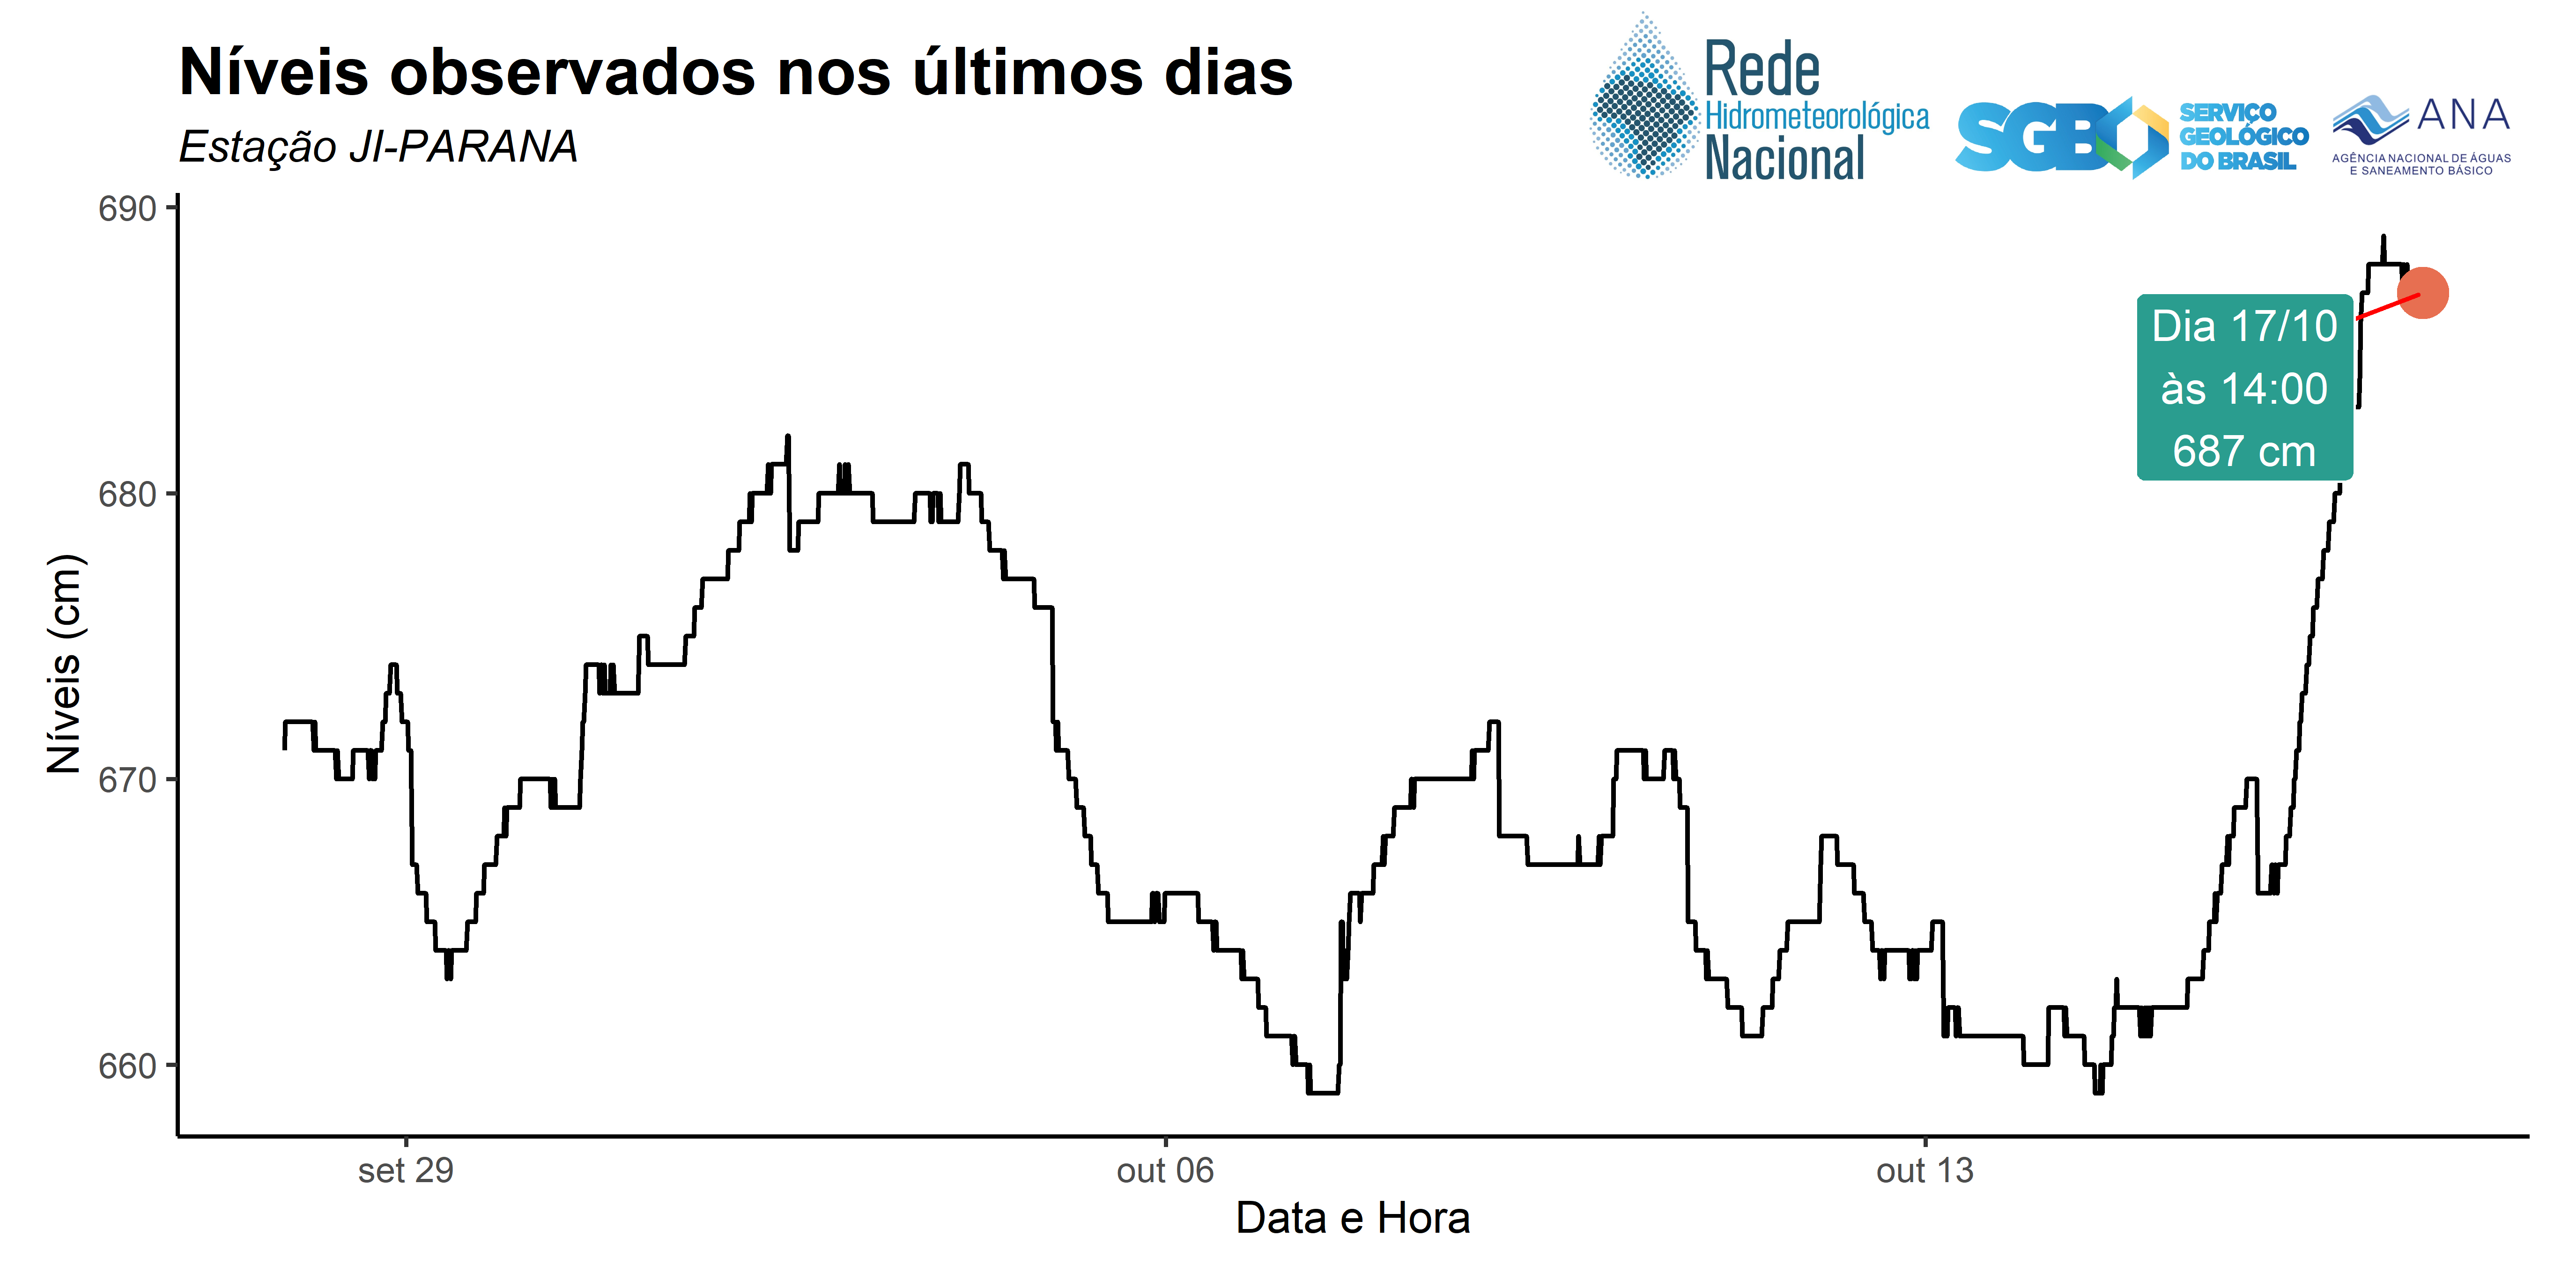 Níveis observados nos últimos dias
Estação JI-PARANA
Rede
Hidrometeorológica
Nacional
SGB
SERVIÇO
GEOLÓGICO
DO BRASIL
ANA
AGÊNCIA NACIONAL DE ÁGUAS
E SANEAMENTO BÁSICO
690
680
670
660
Níveis (cm)
Dia 17/10
às 14:00
687 cm
set 29
out 06
out 13
Data e Hora